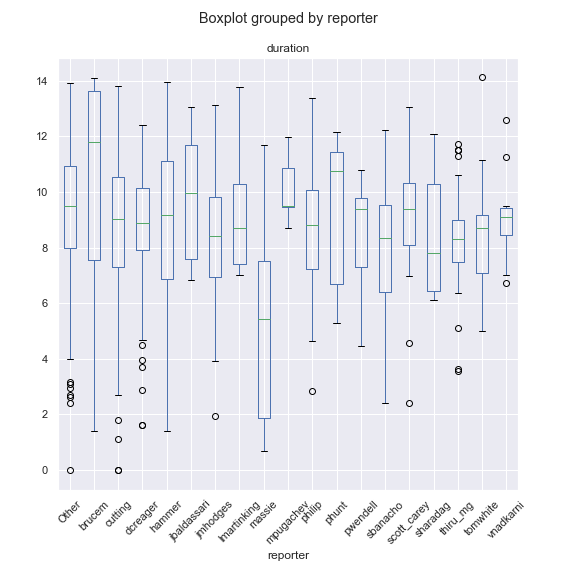 Boxplot grouped by reporter
duration
14
12
10
8
6
4
2
0
Other
brucem
cutting
dcreager
hammer
jbaldassari
jmhodges
lmartinking
massie
mpugachev
philip
phunt
pwendell
sbanacho
scott_carey
sharadag
thiru_mg
tomwhite
vnadkarni
reporter